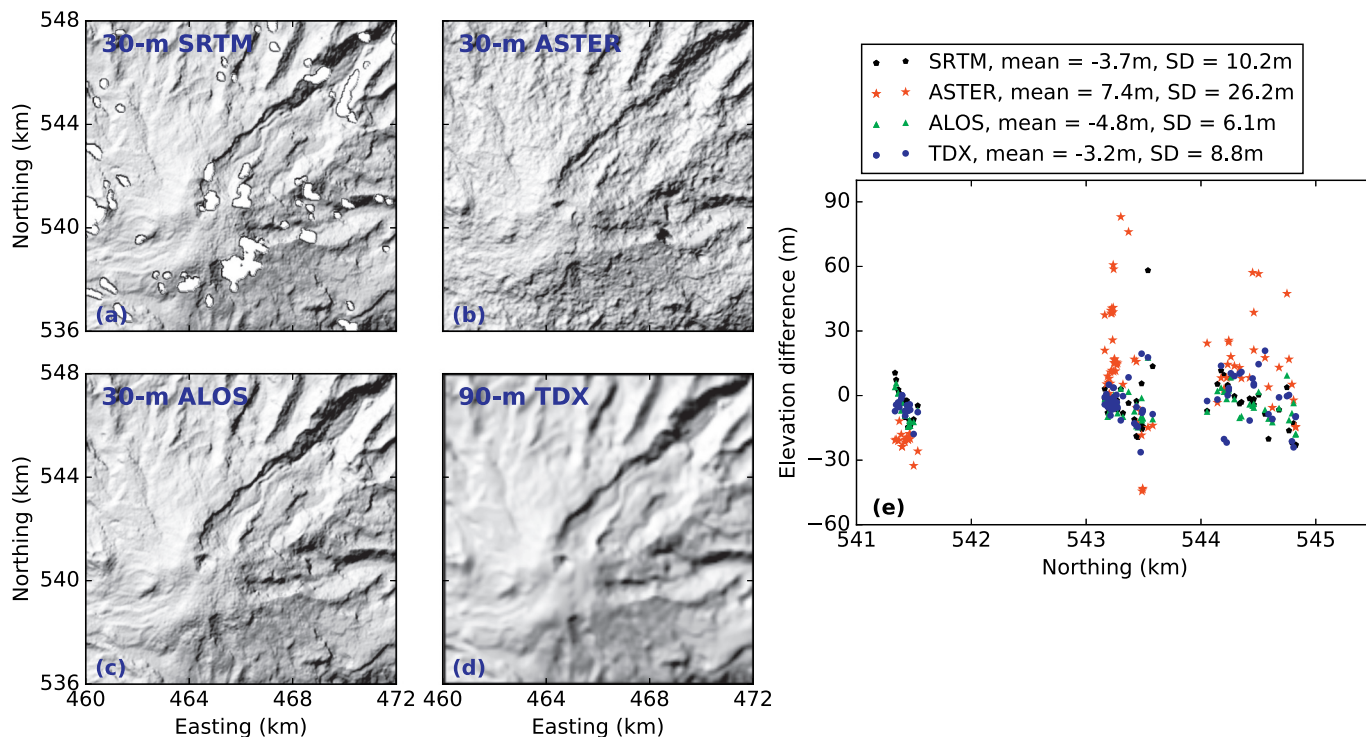 548
544
540
536
Northing (km)
30-m SRTM
(a)
30-m ASTER
(b)
548
544
540
536
Northing (km)
30-m ALOS
(c)
460
464
468
472
Easting (km)
90-m TDX
(d)
460
464
468
472
Easting (km)
SRTM, mean = -3.7m, SD = 10.2m
ASTER, mean = 7.4m, SD = 26.2m
ALOS, mean = -4.8m, SD = 6.1m
TDX, mean = -3.2m, SD = 8.8m
90
60
30
0
−30
−60
Elevation difference (m)
(e)
541
542
543
544
545
Northing (km)